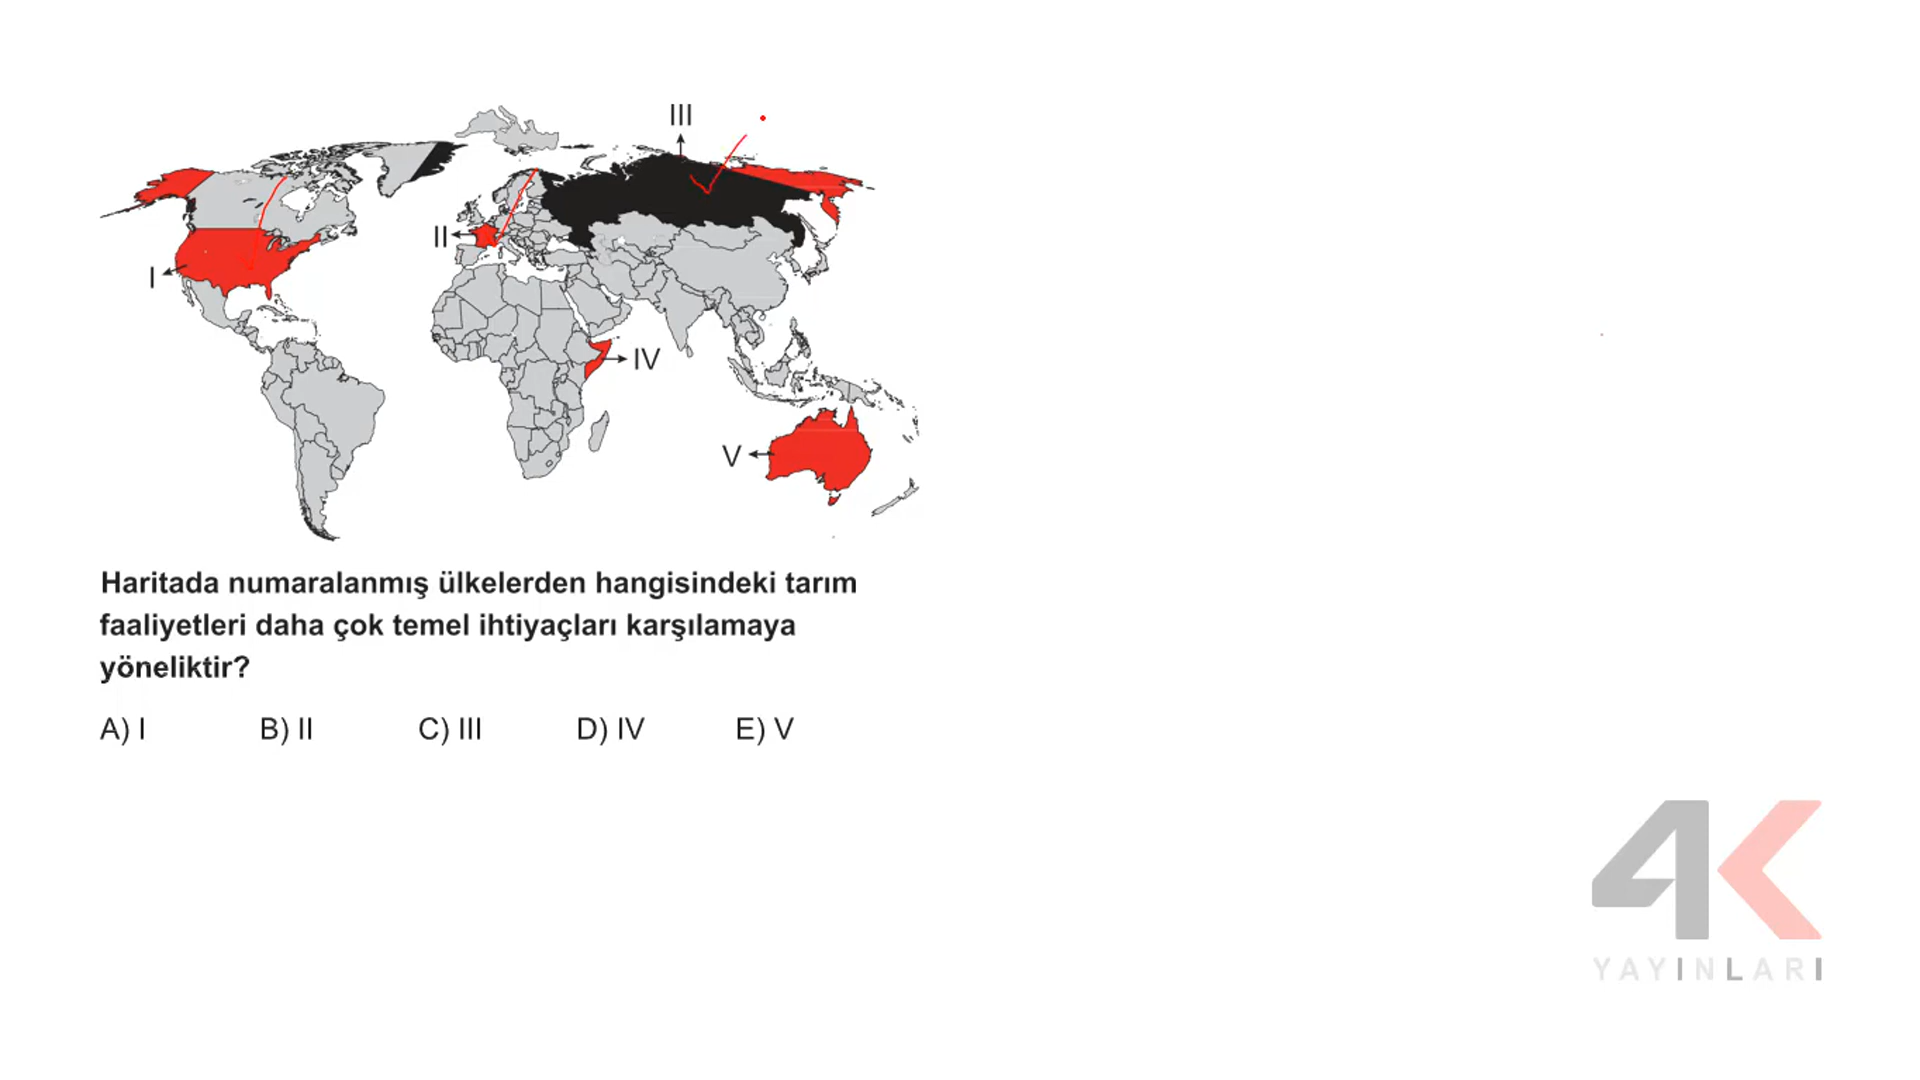 III
II
I
IV
V
Haritada numaralanmış ülkelerden hangisindeki tarım
faaliyetleri daha çok temel ihtiyaçları karşılamaya
yöneliktir?
A) I B) II C) III D) IV E) V
4K
YAYINLARI